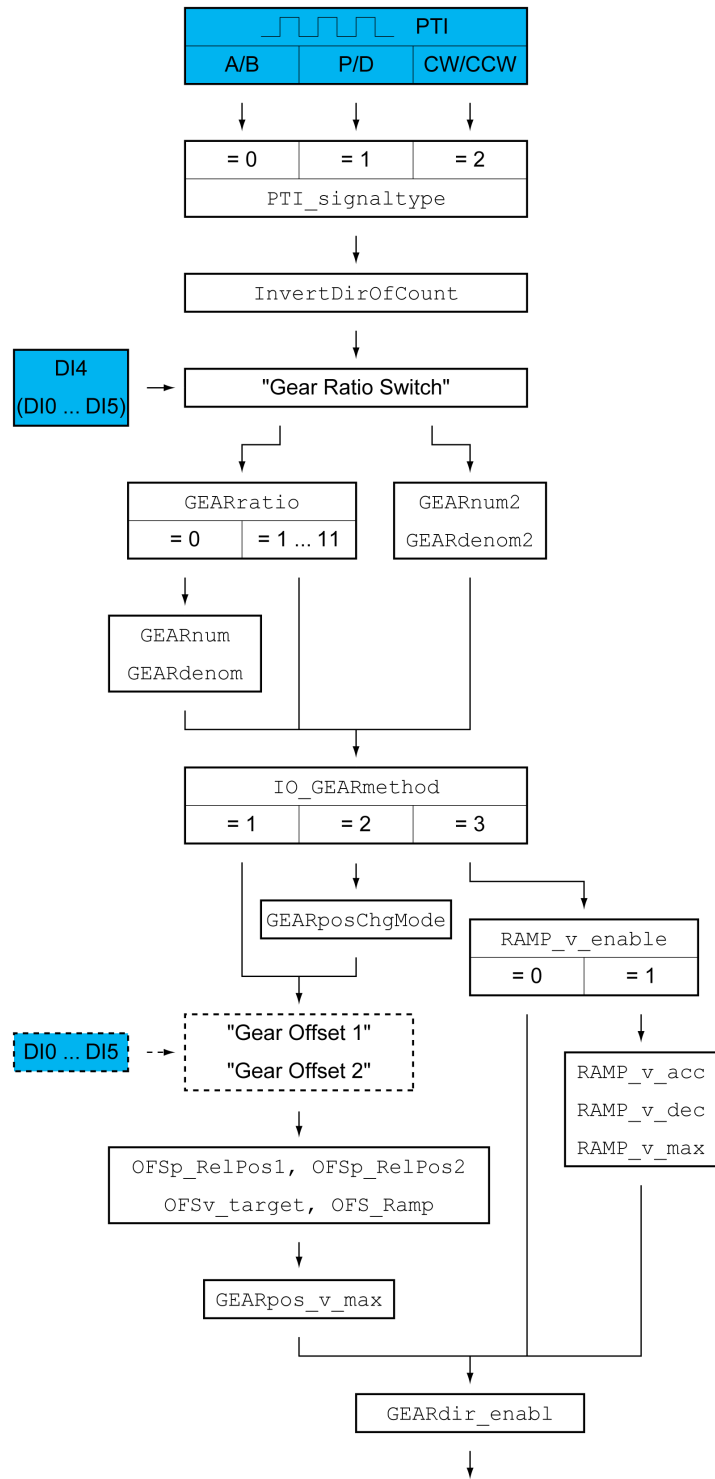 PTI
A/B P/D CW/CCW
= 0 = 1 = 2
PTI_signaltype
InvertDirOfCount
DI4
(DI0 ... DI5)
"Gear Ratio Switch"
GEARratio
= 0 = 1 ... 11
GEARnum2
GEARdenom2
GEARnum
GEARdenom
IO_GEARmethod
= 1 = 2 = 3
GEARposChgMode
RAMP_v_enable
= 0 = 1
DI0 ... DI5
"Gear Offset 1"
"Gear Offset 2"
RAMP_v_acc
RAMP_v_dec
RAMP_v_max
OFSp_RelPos1, OFSp_RelPos2
OFSv_target, OFS_Ramp
GEARpos_v_max
GEARdir_enabl